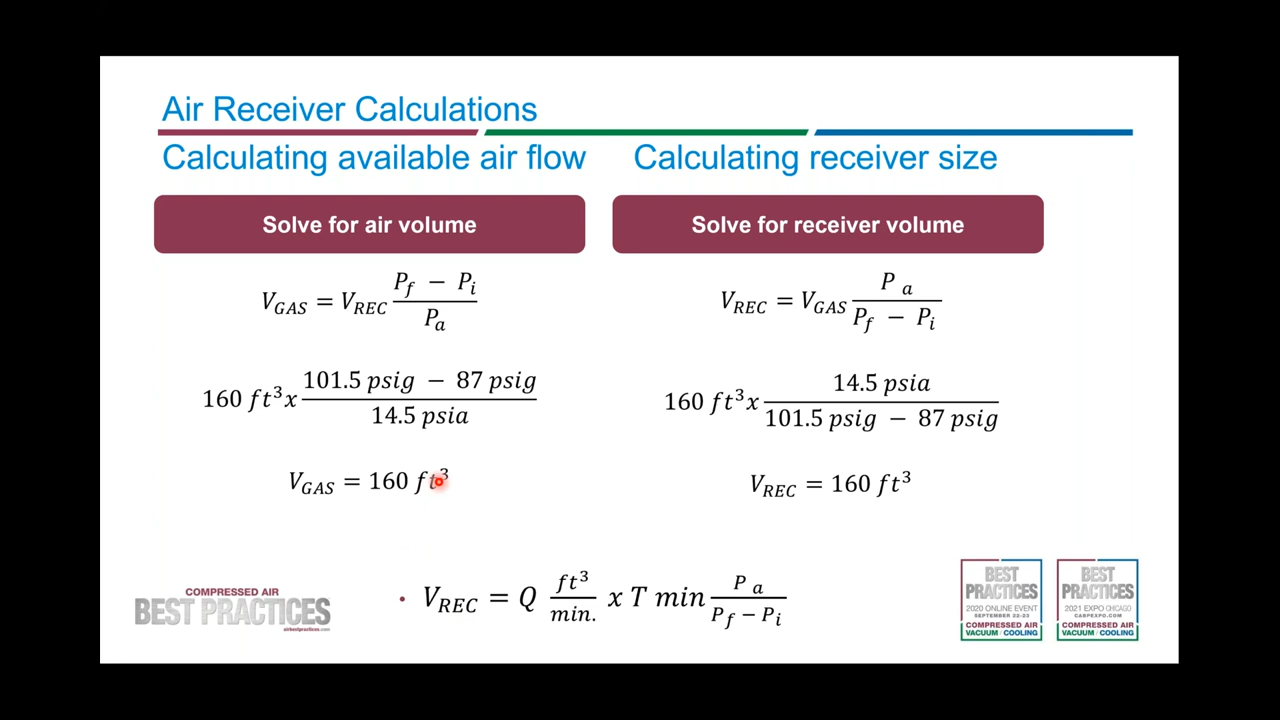 Air Receiver Calculations
Calculating available air flow
Solve for air volume
V_GAS = V_REC (P_f − P_i) / P_a
160 ft³x (101.5 psig − 87 psig) / 14.5 psia
V_GAS = 160 ft³
Calculating receiver size
Solve for receiver volume
V_REC = V_GAS P_a / (P_f − P_i)
160 ft³x 14.5 psia / (101.5 psig − 87 psig)
V_REC = 160 ft³
• V_REC = Q ft³/min. x T min P_a / (P_f − P_i)
COMPRESSED AIR
BEST PRACTICES
airbestpractices.com
BEST
PRACTICES
2020 ONLINE EVENT
SEPTEMBER 22-23
COMPRESSED AIR
VACUUM / COOLING
BEST
PRACTICES
2021 EXPO CHICAGO
CABPEXPO.COM
COMPRESSED AIR
VACUUM / COOLING